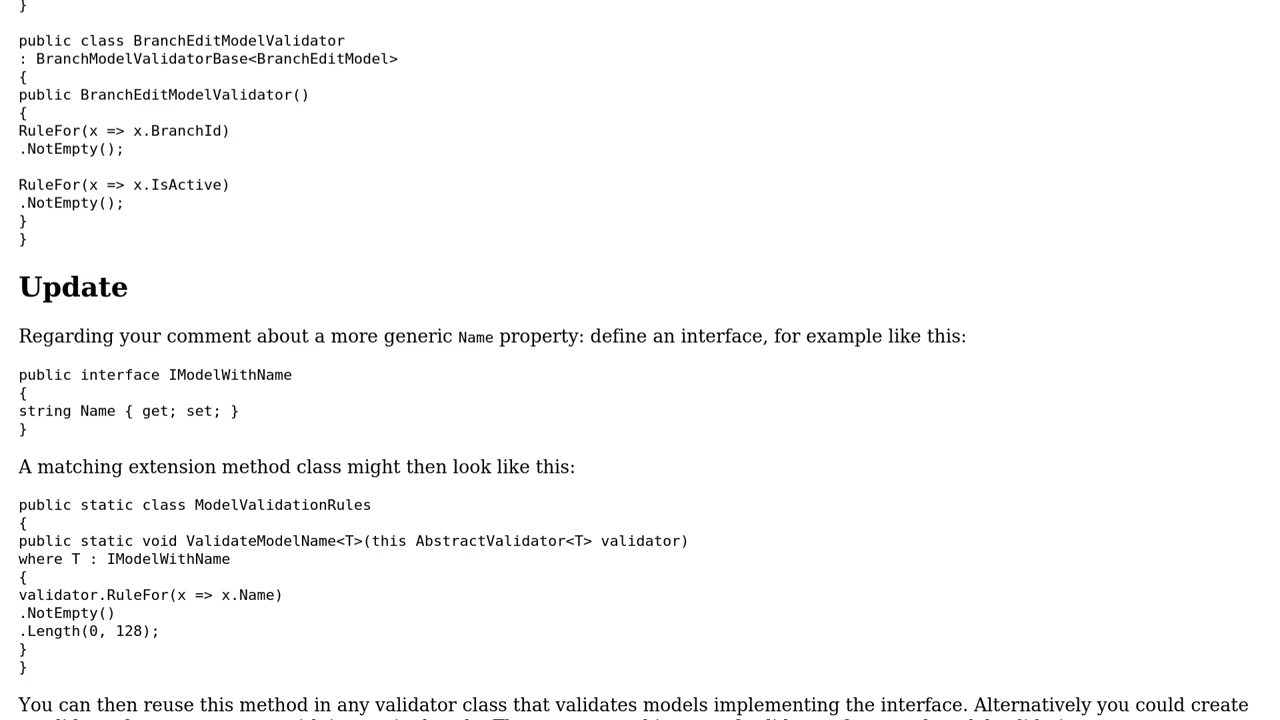 }
public class BranchEditModelValidator
: BranchModelValidatorBase<BranchEditModel>
{
public BranchEditModelValidator()
{
RuleFor(x => x.BranchId)
.NotEmpty();
RuleFor(x => x.IsActive)
.NotEmpty();
}
}
Update
Regarding your comment about a more generic Name property: define an interface, for example like this:
public interface IModelWithName
{
string Name { get; set; }
}
A matching extension method class might then look like this:
public static class ModelValidationRules
{
public static void ValidateModelName<T>(this AbstractValidator<T> validator)
where T : IModelWithName
{
validator.RuleFor(x => x.Name)
.NotEmpty()
.Length(0, 128);
}
}
You can then reuse this method in any validator class that validates models implementing the interface. Alternatively you could create